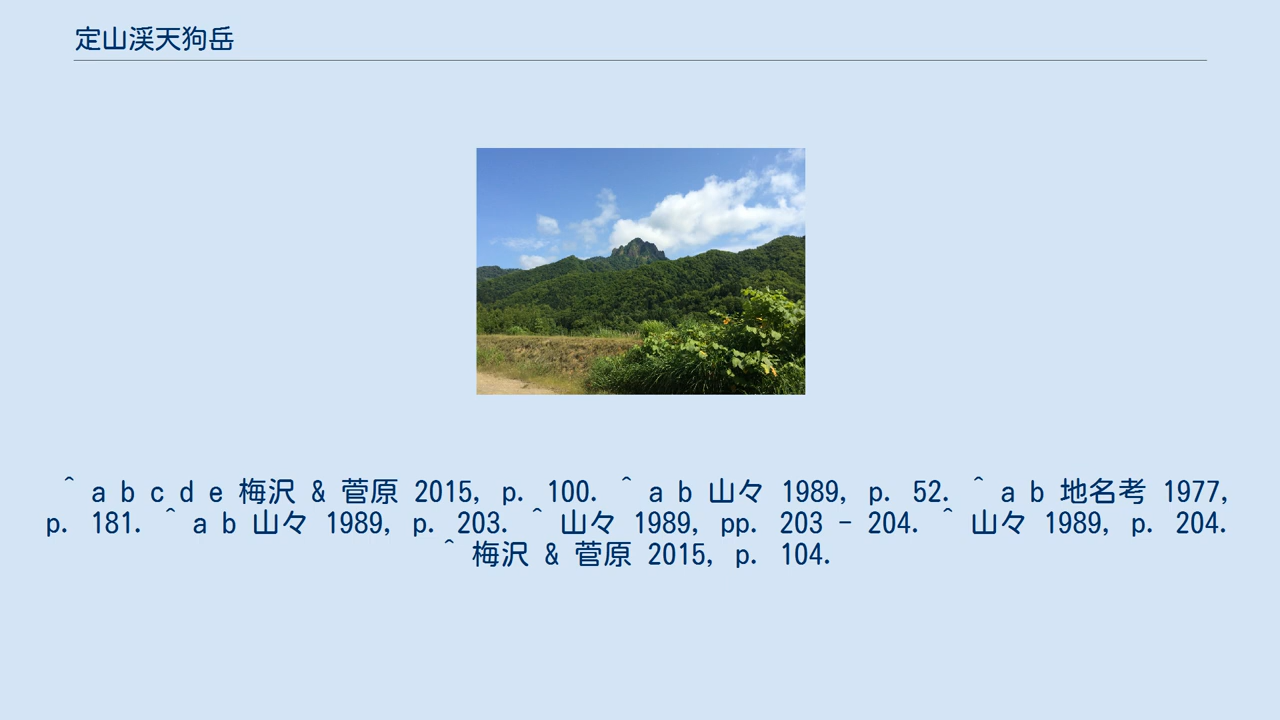 定山渓天狗岳
^ a b c d e 梅沢 & 菅原 2015, p. 100. ^ a b 山々 1989, p. 52. ^ a b 地名考 1977,
p. 181. ^ a b 山々 1989, p. 203. ^ 山々 1989, pp. 203 - 204. ^ 山々 1989, p. 204.
^ 梅沢 & 菅原 2015, p. 104.